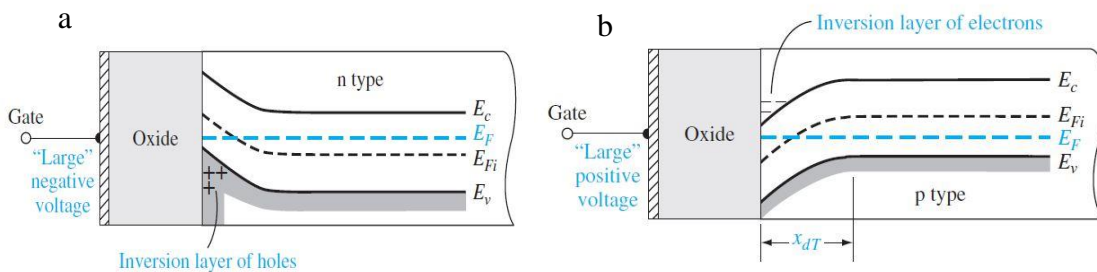 a
n type
Gate
Oxide
"Large"
negative
voltage
E_c
E_F
E_Fi
E_v
++
+
Inversion layer of holes
b
Inversion layer of electrons
Gate
Oxide
"Large"
positive
voltage
E_c
E_Fi
E_F
E_v
p type
x_dT